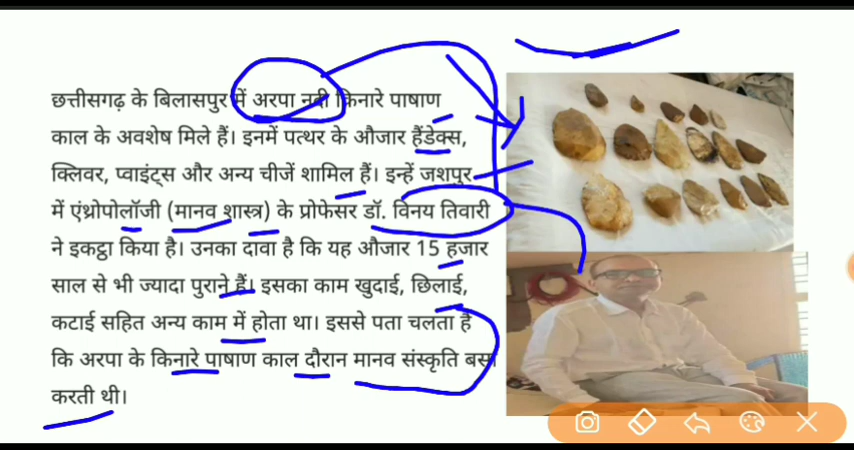 छत्तीसगढ़ के बिलासपुर में अरपा नदी किनारे पाषाण
काल के अवशेष मिले हैं। इनमें पत्थर के औजार हैंडेक्स,
क्लिवर, प्वाइंट्स और अन्य चीजें शामिल हैं। इन्हें जशपुर
में एंथ्रोपोलॉजी (मानव शास्त्र) के प्रोफेसर डॉ. विनय तिवारी
ने इकट्ठा किया है। उनका दावा है कि यह औजार 15 हजार
साल से भी ज्यादा पुराने हैं। इसका काम खुदाई, छिलाई,
कटाई सहित अन्य काम में होता था। इससे पता चलता है
कि अरपा के किनारे पाषाण काल दौरान मानव संस्कृति बसा
करती थी।